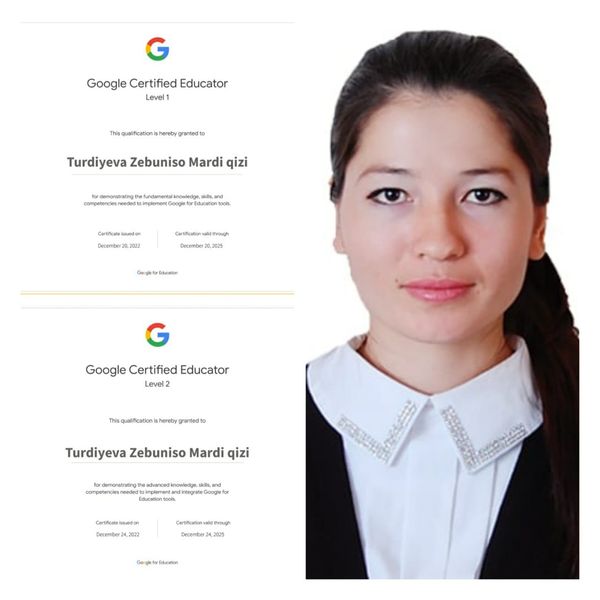 Google Certified Educator
Level 1
This qualification is hereby granted to
Turdiyeva Zebuniso Mardi qizi
for demonstrating the fundamental knowledge, skills, and
competencies needed to implement Google for Education tools.
Certificate issued on
Certification valid through
December 20, 2022
December 20, 2025
Google for Education
Google Certified Educator
Level 2
This qualification is hereby granted to
Turdiyeva Zebuniso Mardi qizi
for demonstrating the advanced knowledge, skills, and
competencies needed to implement and integrate Google for
Education tools.
Certificate issued on
Certification valid through
December 24, 2022
December 24, 2025
Google for Education